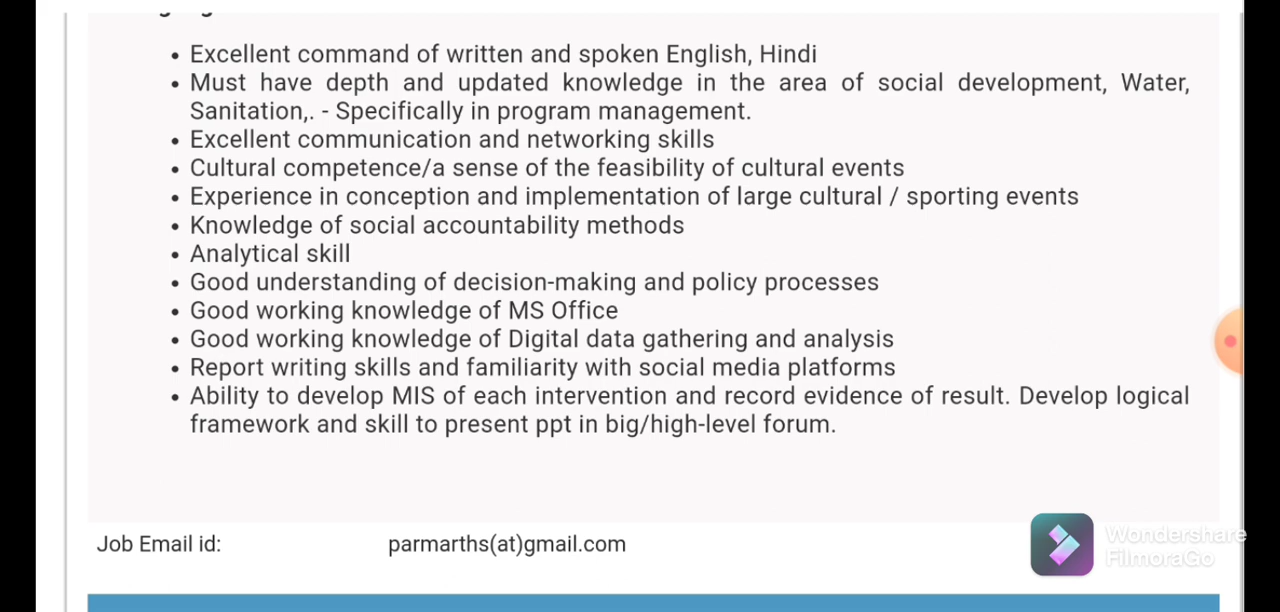 Excellent command of written and spoken English, Hindi
Must have depth and updated knowledge in the area of social development, Water,
Sanitation,. - Specifically in program management.
Excellent communication and networking skills
Cultural competence/a sense of the feasibility of cultural events
Experience in conception and implementation of large cultural / sporting events
Knowledge of social accountability methods
Analytical skill
Good understanding of decision-making and policy processes
Good working knowledge of MS Office
Good working knowledge of Digital data gathering and analysis
Report writing skills and familiarity with social media platforms
Ability to develop MIS of each intervention and record evidence of result. Develop logical
framework and skill to present ppt in big/high-level forum.
Job Email id: parmarths(at)gmail.com
Wondershare
FilmoraGo